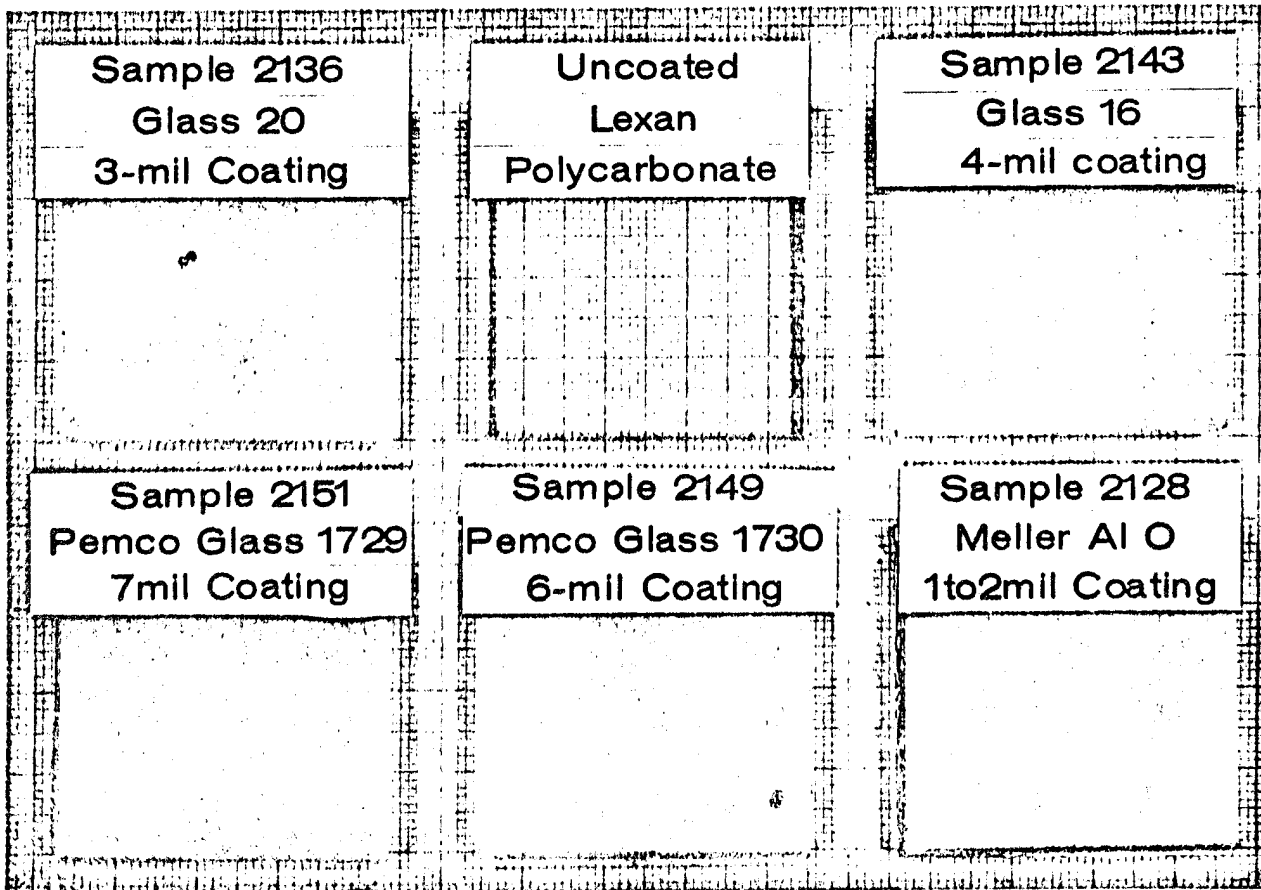 Sample 2136
Glass 20
3-mil Coating
Uncoated
Lexan
Polycarbonate
Sample 2143
Glass 16
4-mil coating
Sample 2151
Pemco Glass 1729
7mil Coating
Sample 2149
Pemco Glass 1730
6-mil Coating
Sample 2128
Meller Al O
1to2mil Coating